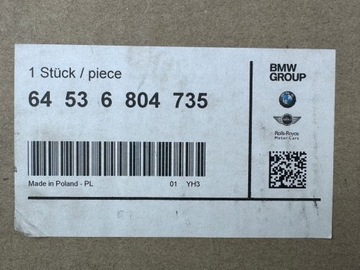 1 Stück / piece
64 53 6 804 735
Made in Poland - PL
01 YH3
BMW
GROUP
Rolls-Royce
Motor Cars